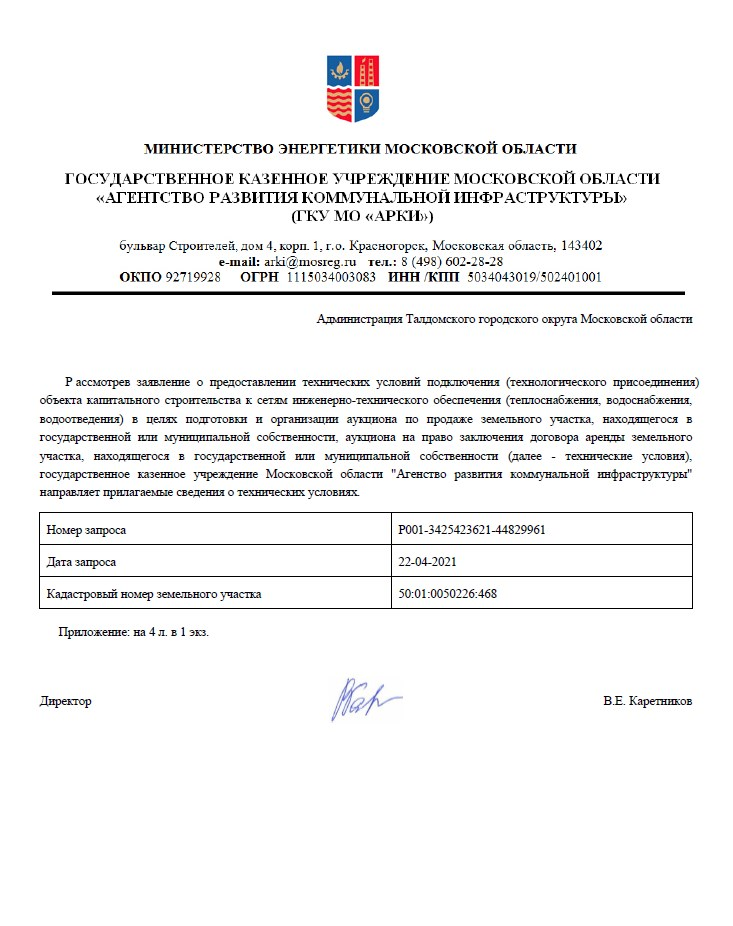 МИНИСТЕРСТВО ЭНЕРГЕТИКИ МОСКОВСКОЙ ОБЛАСТИ
ГОСУДАРСТВЕННОЕ КАЗЕННОЕ УЧРЕЖДЕНИЕ МОСКОВСКОЙ ОБЛАСТИ
«АГЕНТСТВО РАЗВИТИЯ КОММУНАЛЬНОЙ ИНФРАСТРУКТУРЫ»
(ГКУ МО «АРКИ»)
бульвар Строителей, дом 4, корп. 1, г.о. Красногорск, Московская область, 143402
e-mail: arki@mosreg.ru тел.: 8 (498) 602-28-28
ОКПО 92719928 ОГРН 1115034003083 ИНН /КПП 5034043019/502401001
Администрация Талдомского городского округа Московской области
Р ассмотрев заявление о предоставлении технических условий подключения (технологического присоединения)
объекта капитального строительства к сетям инженерно-технического обеспечения (теплоснабжения, водоснабжения,
водоотведения) в целях подготовки и организации аукциона по продаже земельного участка, находящегося в
государственной или муниципальной собственности, аукциона на право заключения договора аренды земельного
участка, находящегося в государственной или муниципальной собственности (далее - технические условия),
государственное казенное учреждение Московской области "Агенство развития коммунальной инфраструктуры"
направляет прилагаемые сведения о технических условиях.
Номер запроса P001-3425423621-44829961
Дата запроса 22-04-2021
Кадастровый номер земельного участка 50:01:0050226:468
Приложение: на 4 л. в 1 экз.
Директор В.Е. Каретников